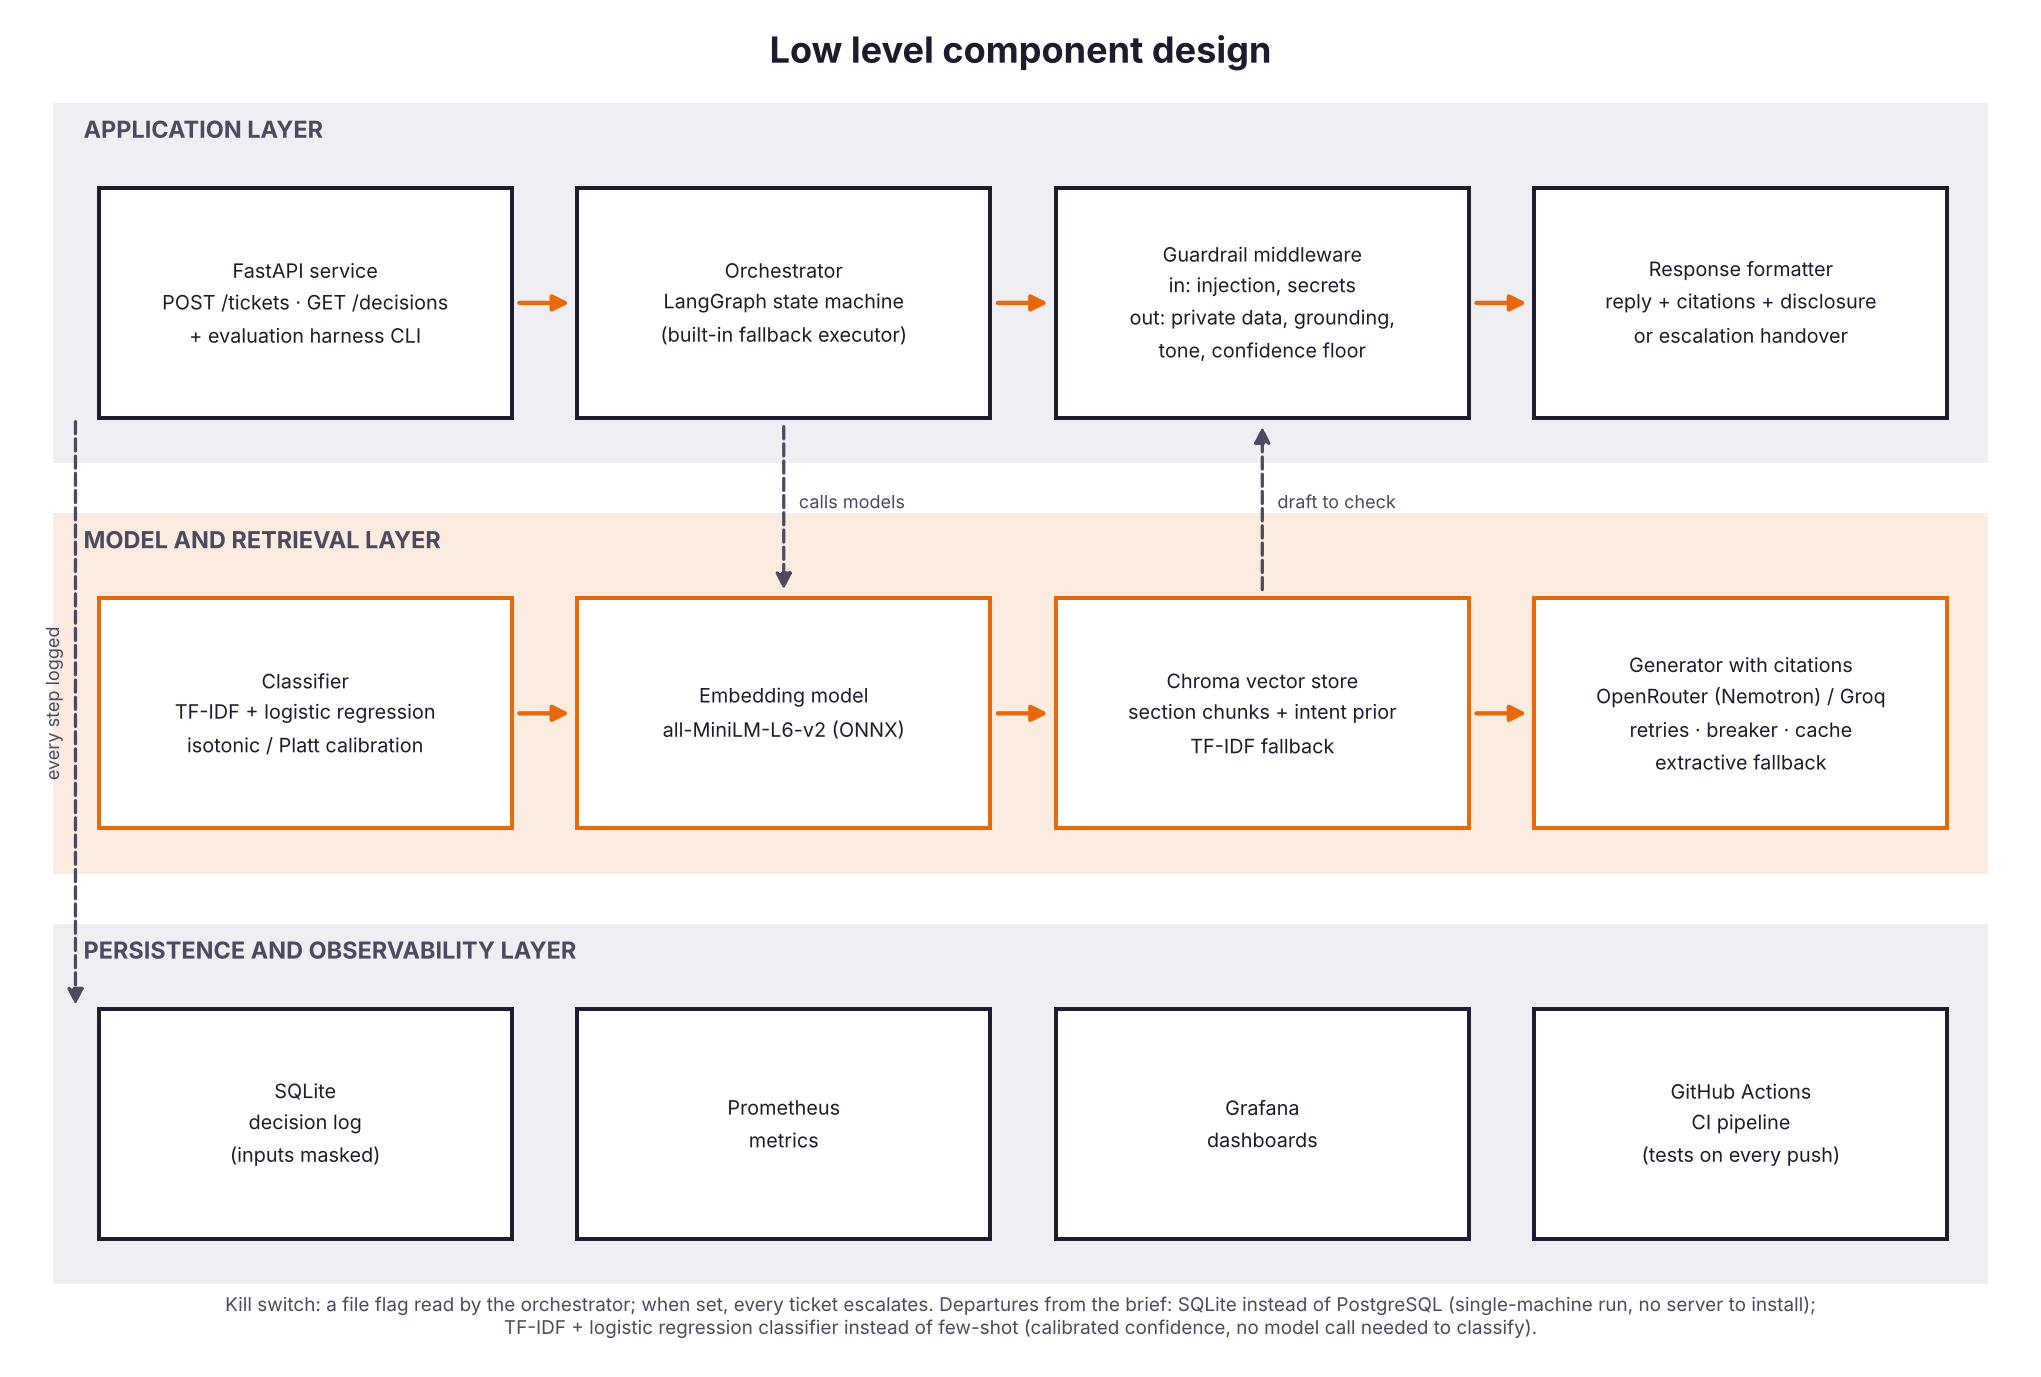 Low level component design
APPLICATION LAYER
FastAPI service
POST /tickets · GET /decisions
+ evaluation harness CLI
Orchestrator
LangGraph state machine
(built-in fallback executor)
Guardrail middleware
in: injection, secrets
out: private data, grounding,
tone, confidence floor
Response formatter
reply + citations + disclosure
or escalation handover
calls models
draft to check
every step logged
MODEL AND RETRIEVAL LAYER
Classifier
TF-IDF + logistic regression
isotonic / Platt calibration
Embedding model
all-MiniLM-L6-v2 (ONNX)
Chroma vector store
section chunks + intent prior
TF-IDF fallback
Generator with citations
OpenRouter (Nemotron) / Groq
retries · breaker · cache
extractive fallback
PERSISTENCE AND OBSERVABILITY LAYER
SQLite
decision log
(inputs masked)
Prometheus
metrics
Grafana
dashboards
GitHub Actions
CI pipeline
(tests on every push)
Kill switch: a file flag read by the orchestrator; when set, every ticket escalates. Departures from the brief: SQLite instead of PostgreSQL (single-machine run, no server to install);
TF-IDF + logistic regression classifier instead of few-shot (calibrated confidence, no model call needed to classify).